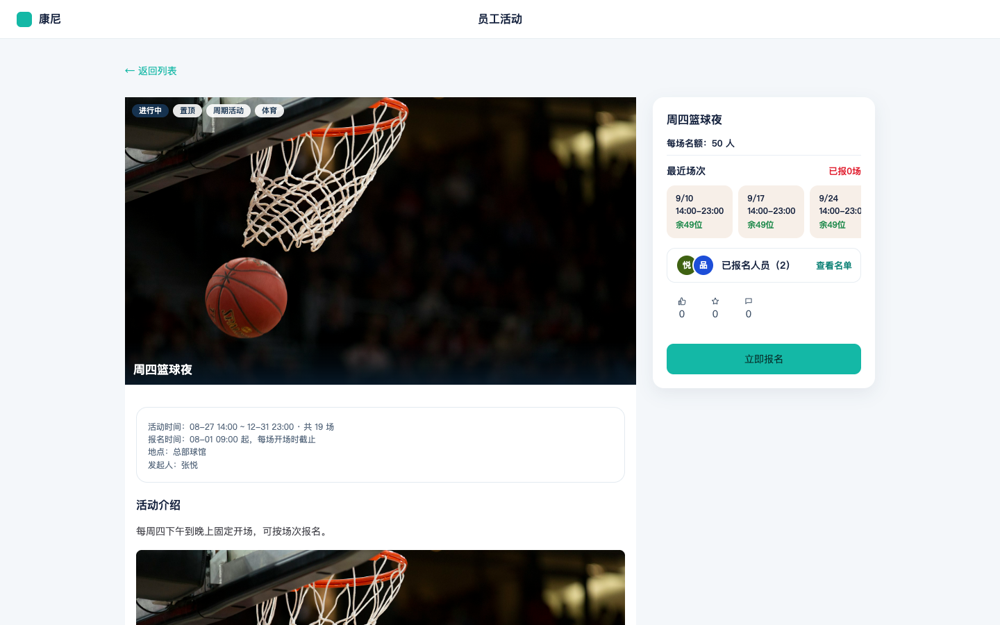 康尼
员工活动
← 返回列表
进行中
置顶
周期活动
体育
周四篮球夜
活动时间：08-27 14:00 ~ 12-31 23:00 · 共 19 场
报名时间：08-01 09:00 起，每场开场时截止
地点：总部球馆
发起人：张悦
活动介绍
每周四下午到晚上固定开场，可按场次报名。
周四篮球夜
每场名额：50 人
最近场次
已报0场
9/10
14:00-23:00
余49位
9/17
14:00-23:00
余49位
9/24
14:00-23:0
余49位
悦
品
已报名人员（2）
查看名单
0
0
0
立即报名